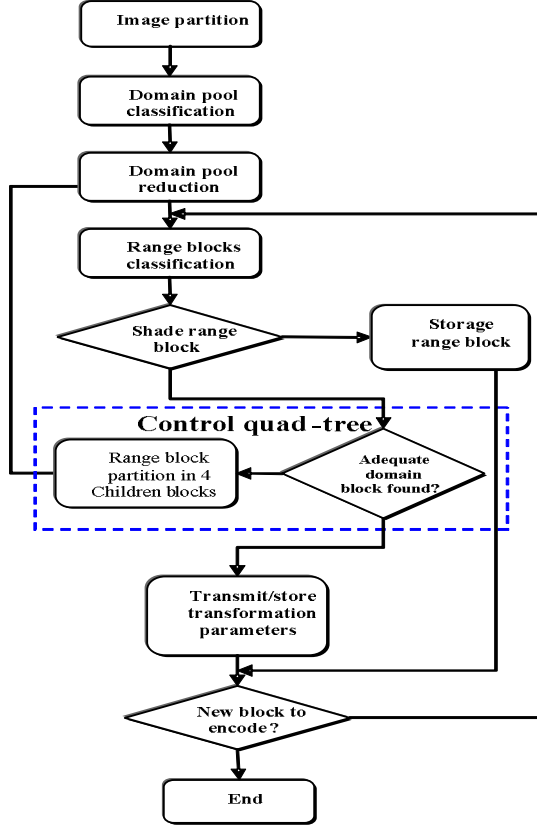 Image partition
Domain pool
classification
Domain pool
reduction
Range blocks
classification
Shade range
block
Storage
range block
Control quad-tree
Range block
partition in 4
Children blocks
Adequate
domain
block found?
Transmit/store
transformation
parameters
New block to
encode?
End